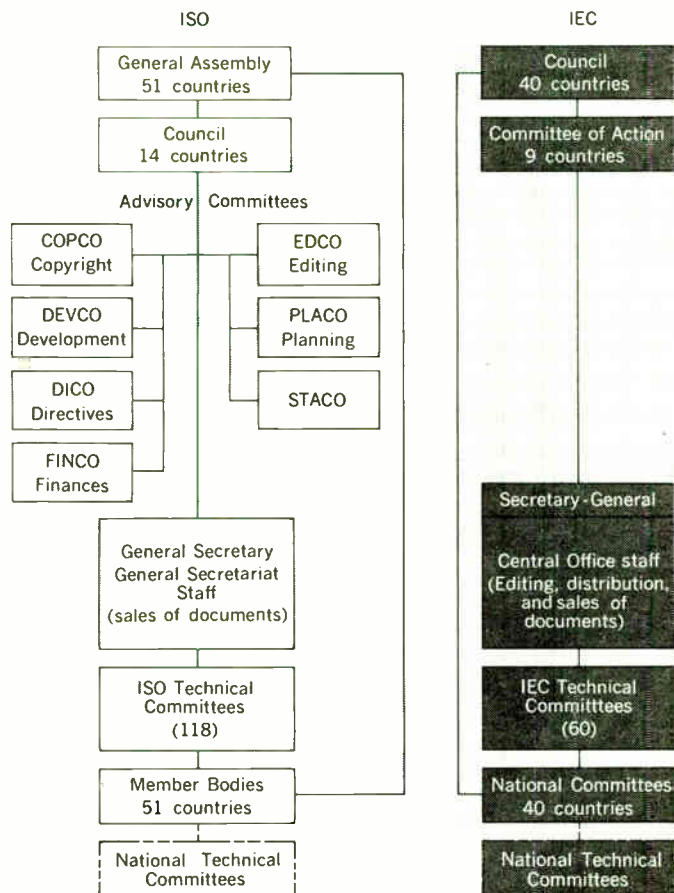 ISO
General Assembly
51 countries
Council
14 countries
Advisory Committees
COPCO
Copyright
EDCO
Editing
DEVCO
Development
PLACO
Planning
DICO
Directives
STACO
FINCO
Finances
General Secretary
General Secretariat
Staff
(sales of documents)
ISO Technical
Committees
(118)
Member Bodies
51 countries
National Technical
Committees
IEC
Council
40 countries
Committee of Action
9 countries
Secretary-General
Central Office staff
(Editing, distribution,
and sales of
documents)
IEC Technical
Committtees
(60)
National Committees
40 countries
National Technical
Committees